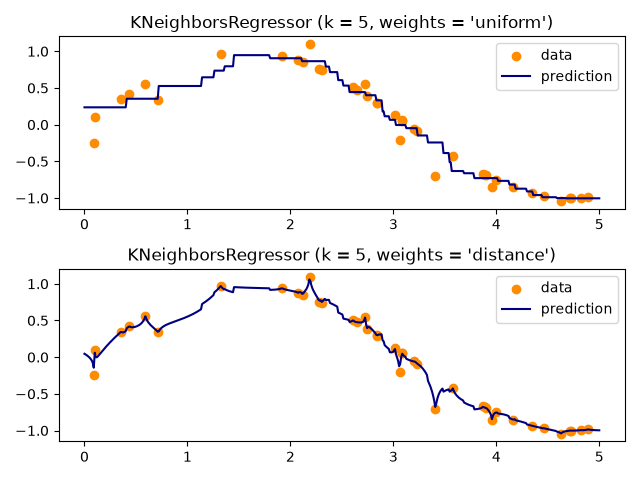 KNeighborsRegressor (k = 5, weights = 'uniform')
1.0
0.5
0.0
−0.5
−1.0
data
prediction
0 1 2 3 4 5
KNeighborsRegressor (k = 5, weights = 'distance')
1.0
0.5
0.0
−0.5
−1.0
data
prediction
0 1 2 3 4 5